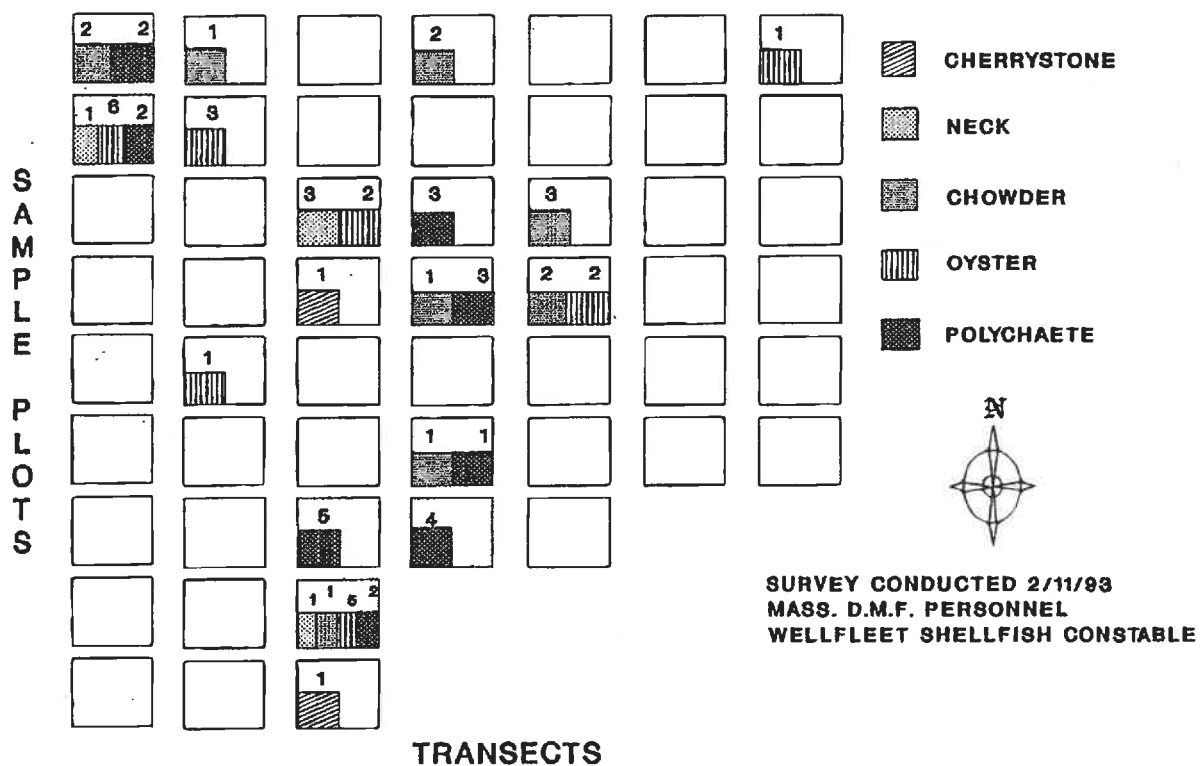 2 2 1 2 1
1 6 2 3
3 2 3 3
1 1 3 2 2
1
1 1
5 4
1 1 5 2
1
SAMPLE PLOTS
TRANSECTS
CHERRYSTONE
NECK
CHOWDER
OYSTER
POLYCHAETE
N
SURVEY CONDUCTED 2/11/93
MASS. D.M.F. PERSONNEL
WELLFLEET SHELLFISH CONSTABLE